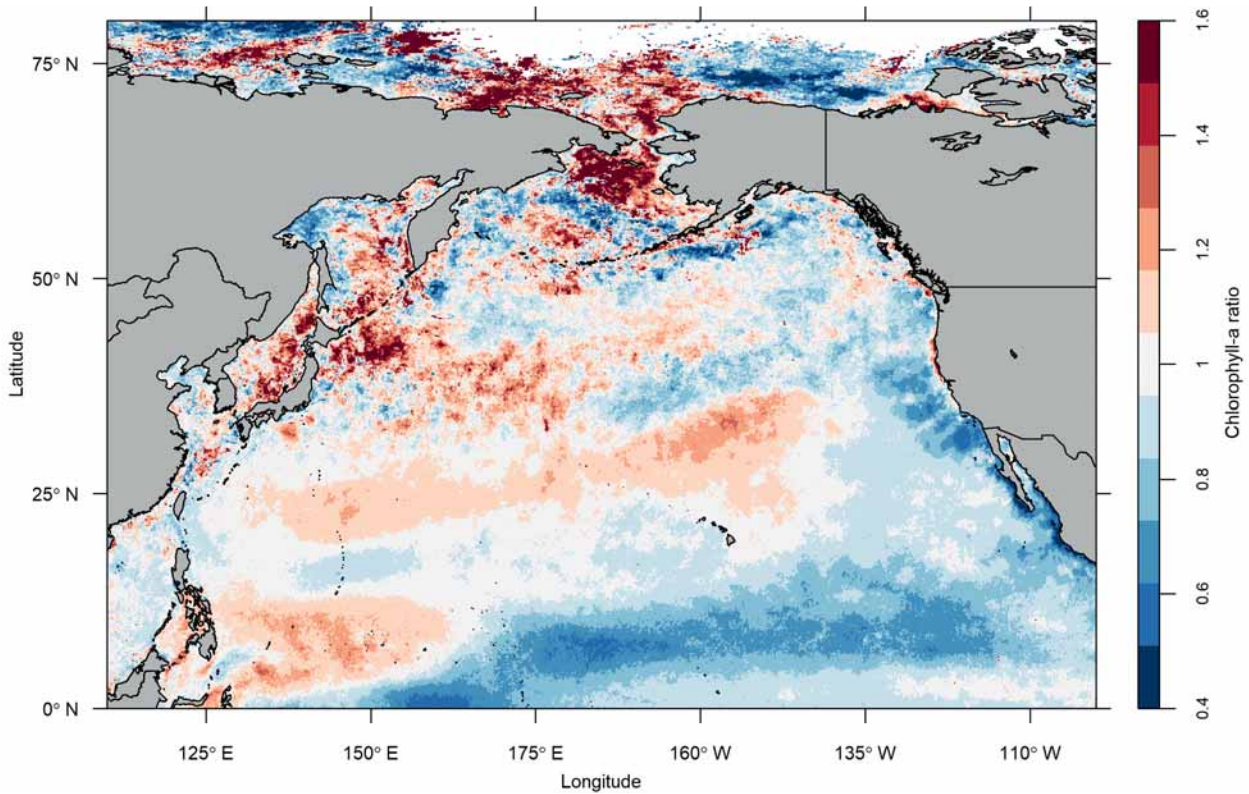 75° N
50° N
25° N
0° N
Latitude
125° E
150° E
175° E
160° W
135° W
110° W
Longitude
1.6
1.4
1.2
1
0.8
0.6
0.4
Chlorophyll-a ratio